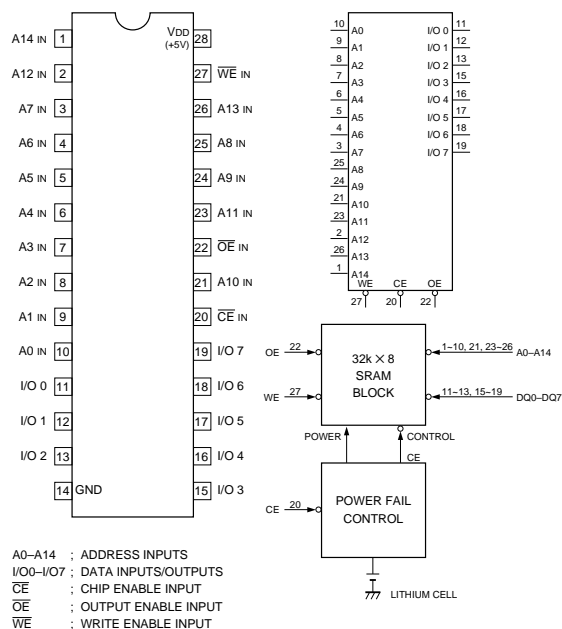 A14 IN 1
VDD 28
(+5V)
A12 IN 2
27 WE IN
A7 IN 3
26 A13 IN
A6 IN 4
25 A8 IN
A5 IN 5
24 A9 IN
A4 IN 6
23 A11 IN
A3 IN 7
22 OE IN
A2 IN 8
21 A10 IN
A1 IN 9
20 CE IN
A0 IN 10
19 I/O 7
I/O 0 11
18 I/O 6
I/O 1 12
17 I/O 5
I/O 2 13
16 I/O 4
14 GND
15 I/O 3
10 A0
I/O 0 11
9 A1
I/O 1 12
8 A2
I/O 2 13
7 A3
I/O 3 15
6 A4
I/O 4 16
5 A5
I/O 5 17
4 A6
I/O 6 18
3 A7
I/O 7 19
25 A8
24 A9
21 A10
23 A11
2 A12
26 A13
1 A14
WE CE OE
27 20 22
OE 22
32k × 8
SRAM
BLOCK
1~10, 21, 23~26 A0–A14
WE 27
11~13, 15~19 DQ0–DQ7
POWER
CONTROL
CE
CE 20
POWER FAIL
CONTROL
LITHIUM CELL
A0–A14 ; ADDRESS INPUTS
I/O0–I/O7 ; DATA INPUTS/OUTPUTS
CE ; CHIP ENABLE INPUT
OE ; OUTPUT ENABLE INPUT
WE ; WRITE ENABLE INPUT